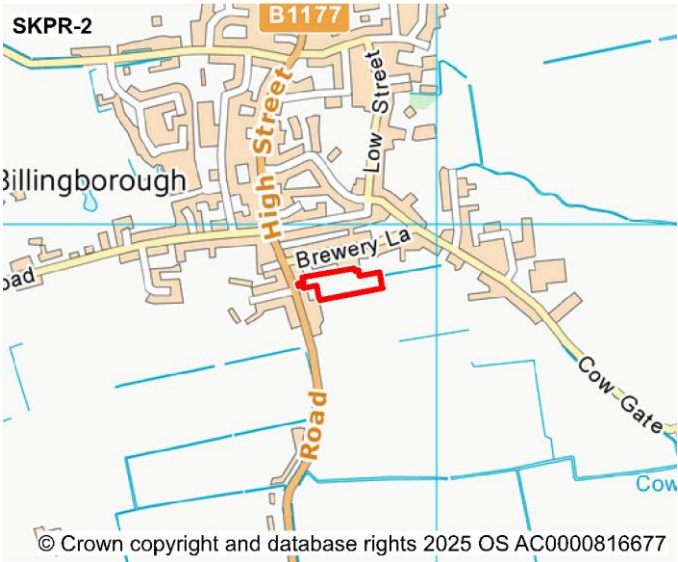 SKPR-2
B1177
High Street
Low Street
Billingborough
Brewery La
oad
Cow Gate
Road
Cow
© Crown copyright and database rights 2025 OS AC0000816677